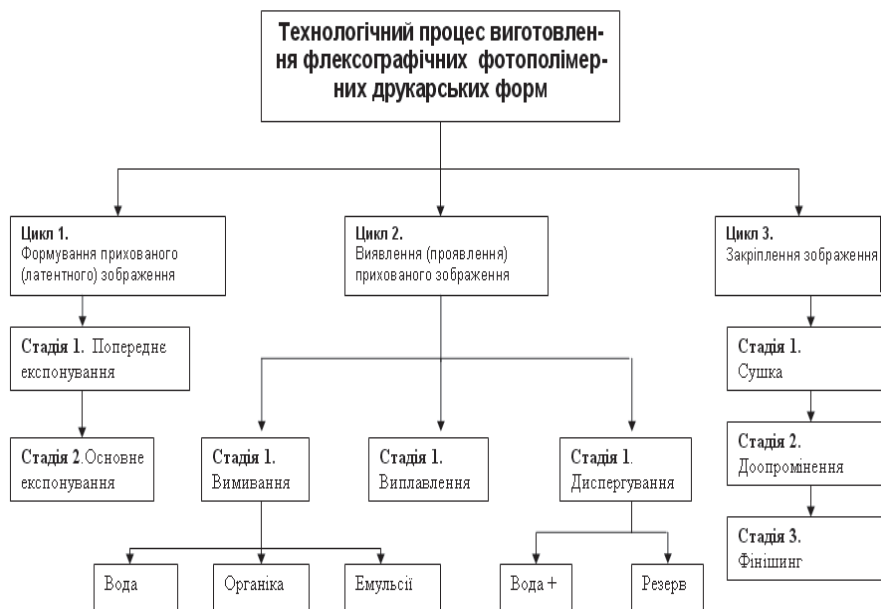 Технологічний процес виготовлен-
ня флексографічних фотополімер-
них друкарських форм
Цикл 1.
Формування прихованого
(латентного) зображення
Цикл 2.
Виявлення (проявлення)
прихованого зображення
Цикл 3.
Закріплення зображення
Стадія 1. Попереднє
експонування
Стадія 2.Основне
експонування
Стадія 1.
Вимивання
Стадія 1.
Виплавлення
Стадія 1.
Диспергування
Вода
Органіка
Емульсії
Вода +
Резерв
Стадія 1.
Сушка
Стадія 2.
Доопромінення
Стадія 3.
Фінішинг